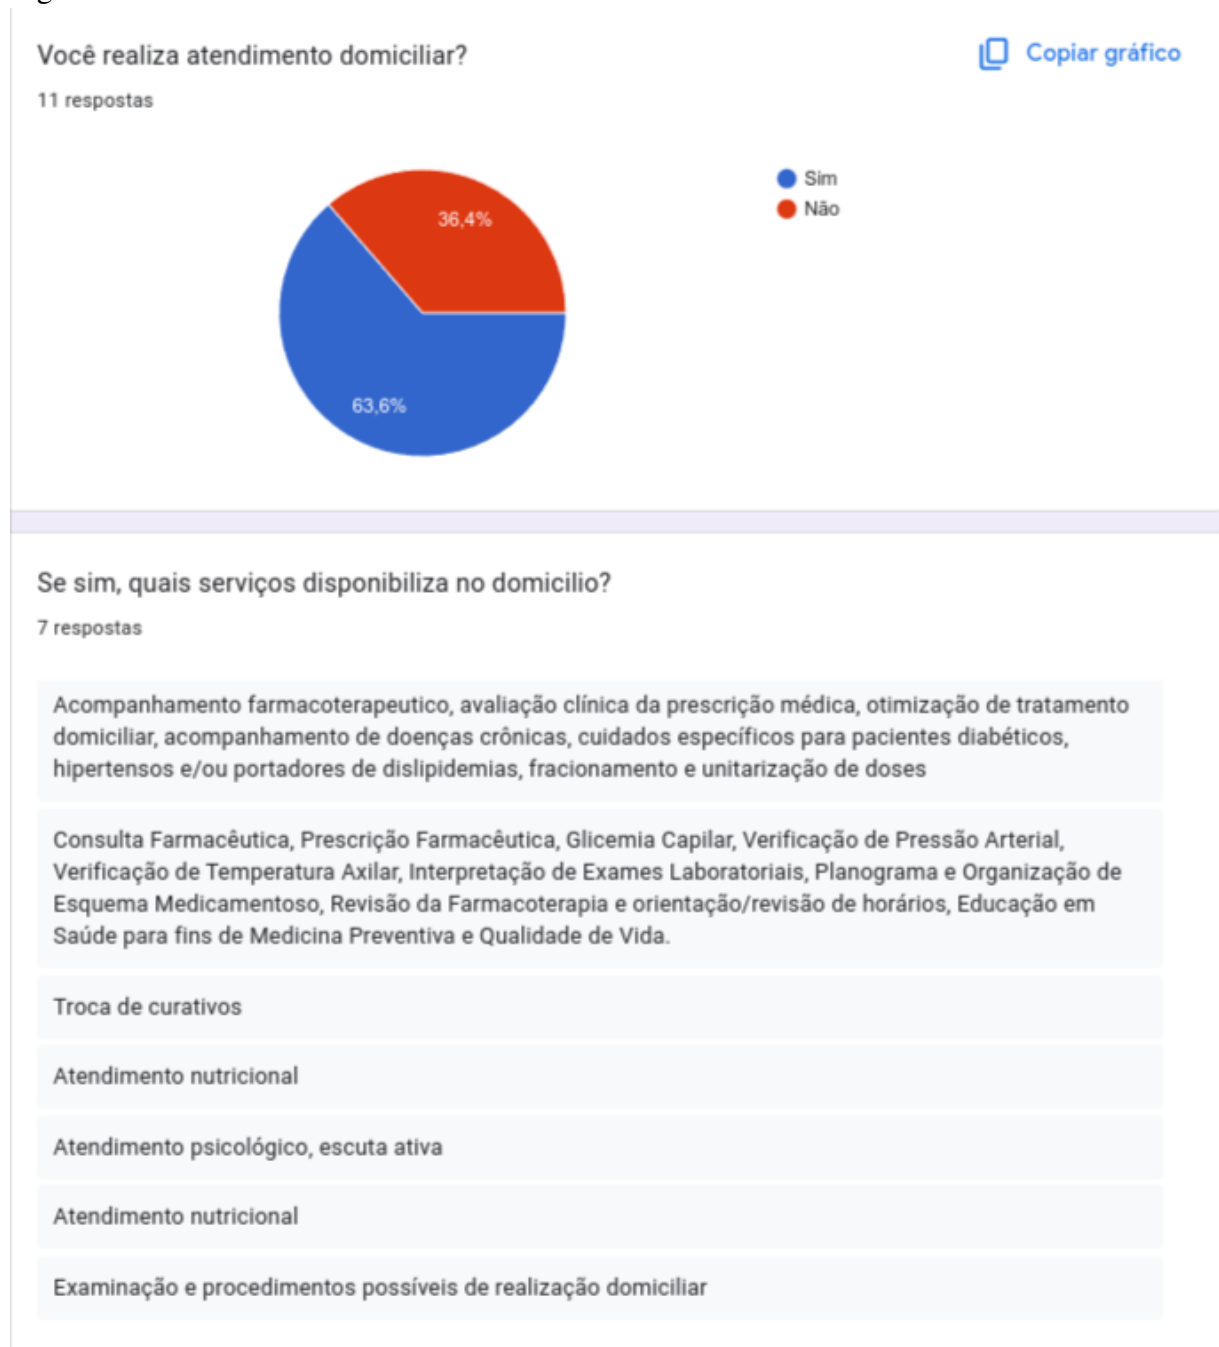 Você realiza atendimento domiciliar?
Copiar gráfico
11 respostas
Sim
Não
36,4%
63,6%
Se sim, quais serviços disponibiliza no domicilio?
7 respostas
Acompanhamento farmacoterapeutico, avaliação clínica da prescrição médica, otimização de tratamento
domiciliar, acompanhamento de doenças crônicas, cuidados específicos para pacientes diabéticos,
hipertensos e/ou portadores de dislipidemias, fracionamento e unitarização de doses
Consulta Farmacêutica, Prescrição Farmacêutica, Glicemia Capilar, Verificação de Pressão Arterial,
Verificação de Temperatura Axilar, Interpretação de Exames Laboratoriais, Planograma e Organização de
Esquema Medicamentoso, Revisão da Farmacoterapia e orientação/revisão de horários, Educação em
Saúde para fins de Medicina Preventiva e Qualidade de Vida.
Troca de curativos
Atendimento nutricional
Atendimento psicológico, escuta ativa
Atendimento nutricional
Examinação e procedimentos possíveis de realização domiciliar